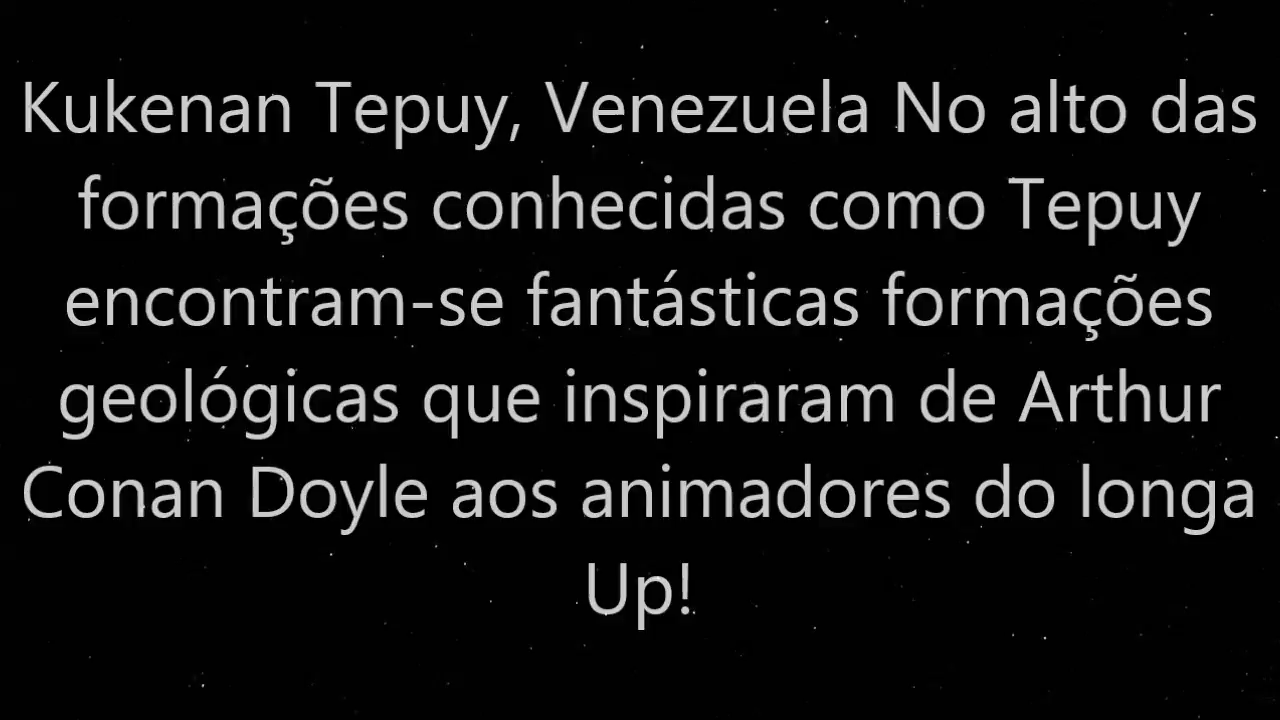 Kukenan Tepuy, Venezuela No alto das
formações conhecidas como Tepuy
encontram-se fantásticas formações
geológicas que inspiraram de Arthur
Conan Doyle aos animadores do longa
Up!